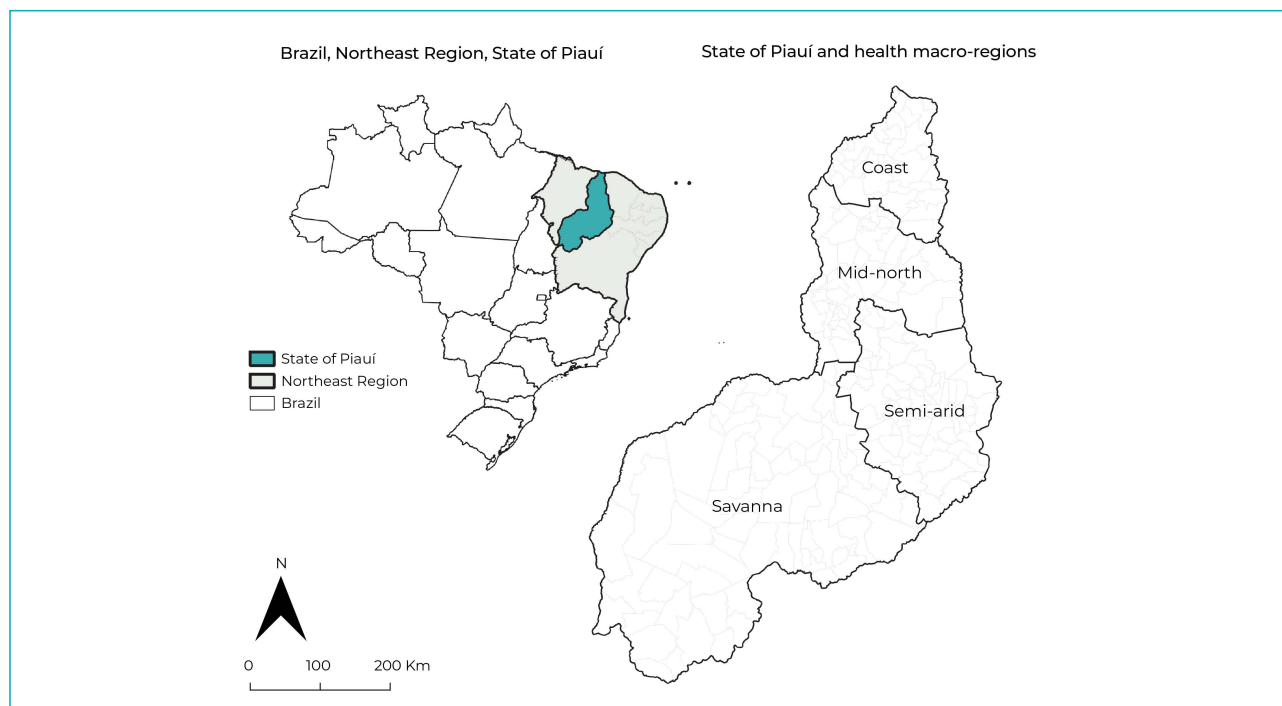 Brazil, Northeast Region, State of Piauí
State of Piauí and health macro-regions
Coast
Mid-north
Semi-arid
Savanna
State of Piauí
Northeast Region
Brazil
N
0 100 200 Km